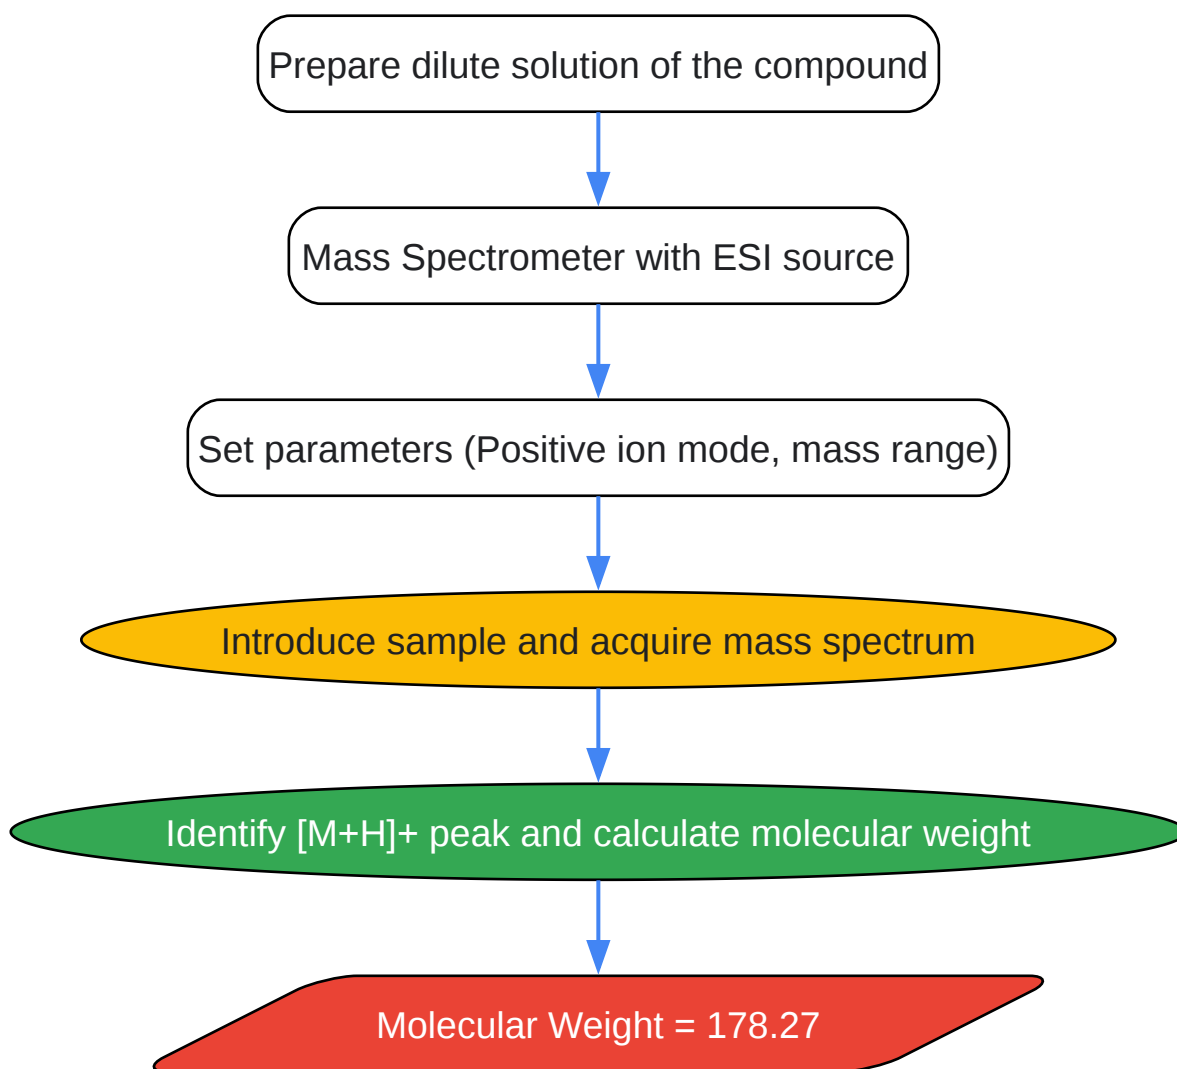 Prepare dilute solution of the compound
Mass Spectrometer with ESI source
Set parameters (Positive ion mode, mass range)
Introduce sample and acquire mass spectrum
Identify [M+H]+ peak and calculate molecular weight
Molecular Weight = 178.27